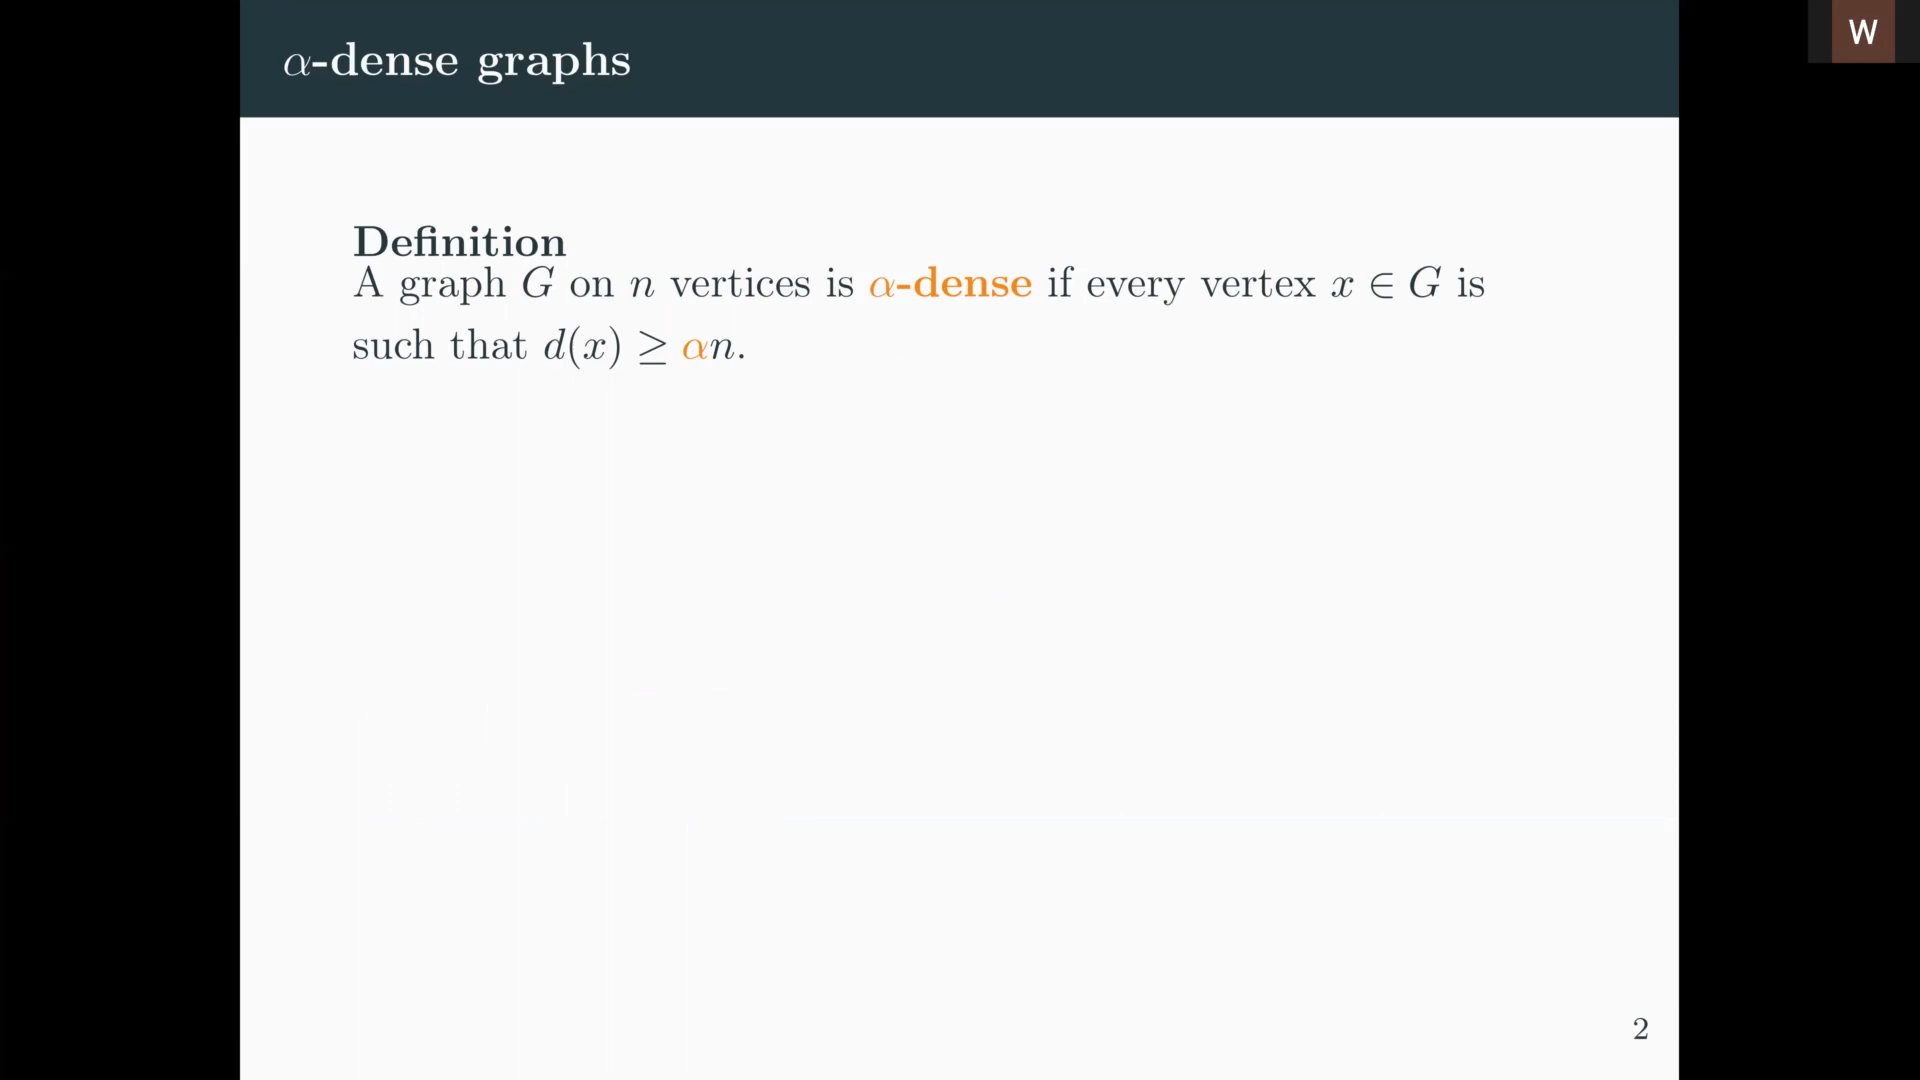 α-dense graphs
W
Definition
A graph G on n vertices is α-dense if every vertex x ∈ G is
such that d(x) ≥ αn.
2